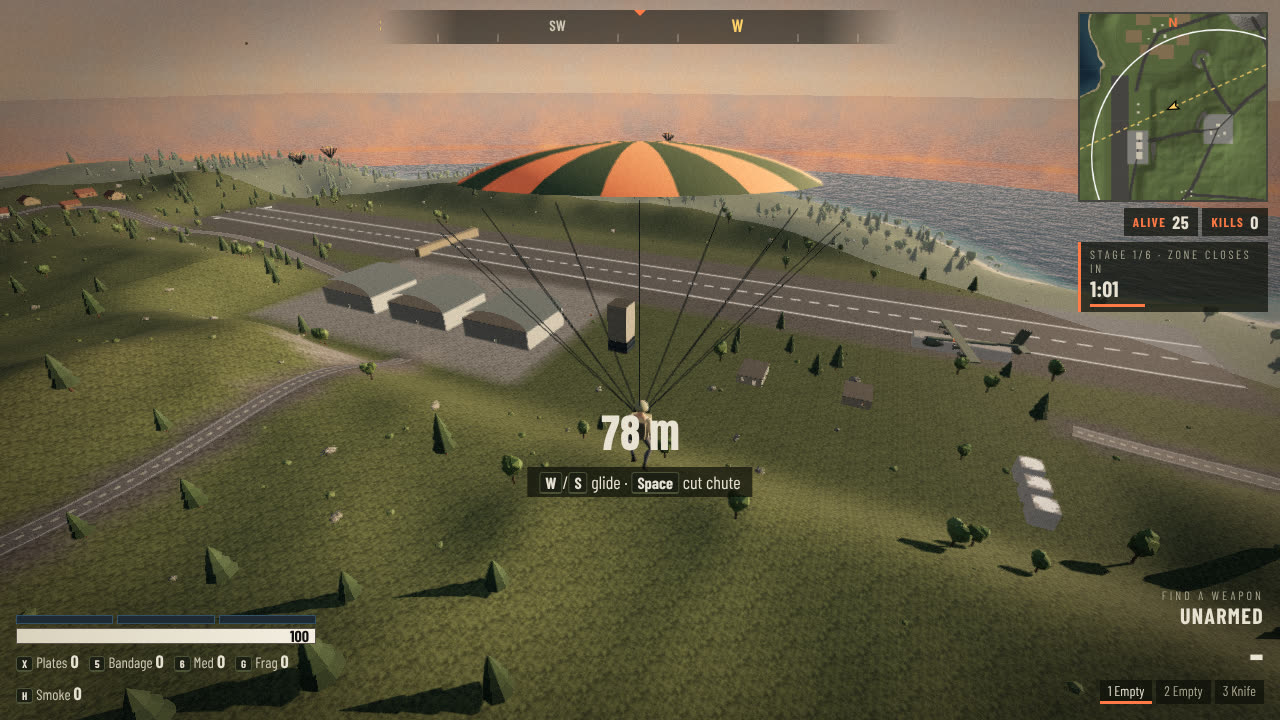 SW
W
N
ALIVE 25
KILLS 0
STAGE 1/6 · ZONE CLOSES
IN
1:01
78 m
W / S glide · Space cut chute
FIND A WEAPON
UNARMED
100
X Plates 0 5 Bandage 0 6 Med 0 G Frag 0
H Smoke 0
1 Empty 2 Empty 3 Knife